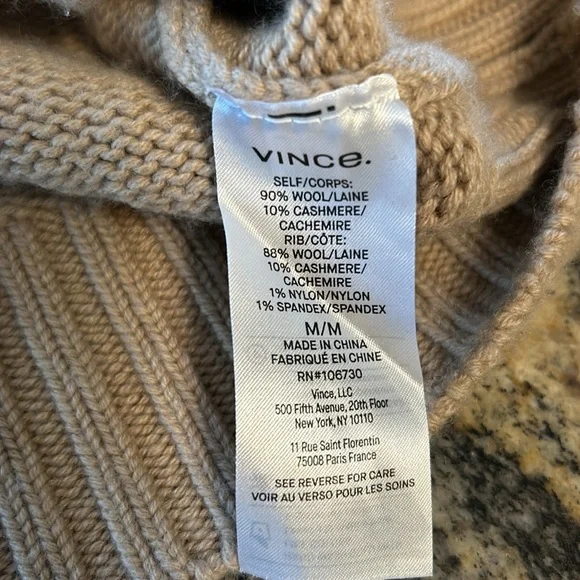 VINCE.
SELF/CORPS:
90% WOOL/LAINE
10% CASHMERE/
CACHEMIRE
RIB/CÔTE:
88% WOOL/LAINE
10% CASHMERE/
CACHEMIRE
1% NYLON/NYLON
1% SPANDEX/SPANDEX
M/M
MADE IN CHINA
FABRIQUÉ EN CHINE
RN#106730
Vince, LLC
500 Fifth Avenue, 20th Floor
New York, NY 10110
11 Rue Saint Florentin
75008 Paris France
SEE REVERSE FOR CARE
VOIR AU VERSO POUR LES SOINS